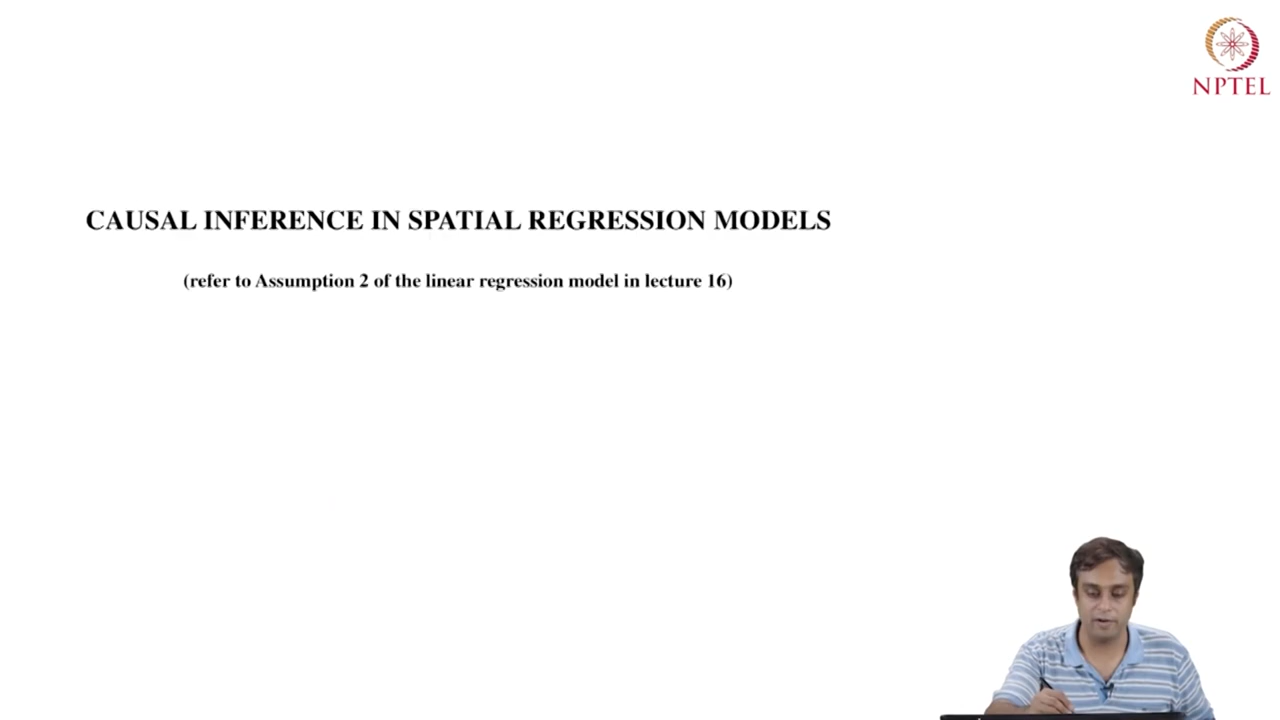 NPTEL
CAUSAL INFERENCE IN SPATIAL REGRESSION MODELS
(refer to Assumption 2 of the linear regression model in lecture 16)